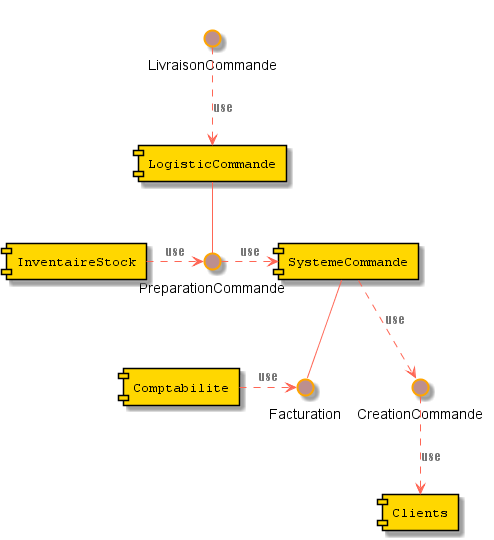 LivraisonCommande
use
LogisticCommande
InventaireStock
use
PreparationCommande
use
SystemeCommande
use
Comptabilite
use
Facturation
CreationCommande
use
Clients